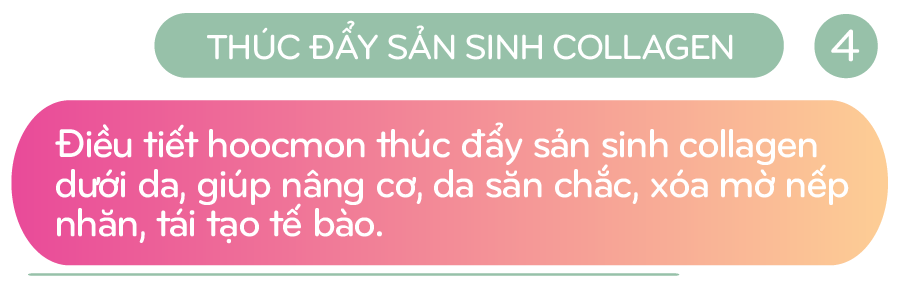 THÚC ĐẨY SẢN SINH COLLAGEN
4
Điều tiết hoocmon thúc đẩy sản sinh collagen
dưới da, giúp nâng cơ, da săn chắc, xóa mờ nếp
nhăn, tái tạo tế bào.